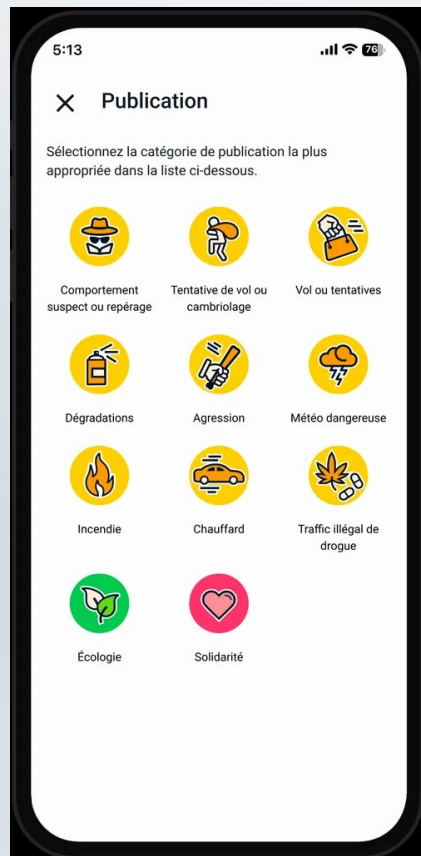 5:13
76
Publication
Sélectionnez la catégorie de publication la plus
appropriée dans la liste ci-dessous.
Comportement
suspect ou repérage
Tentative de vol ou
cambriolage
Vol ou tentatives
Dégradations
Agression
Météo dangereuse
Incendie
Chauffard
Traffic illégal de
drogue
Écologie
Solidarité